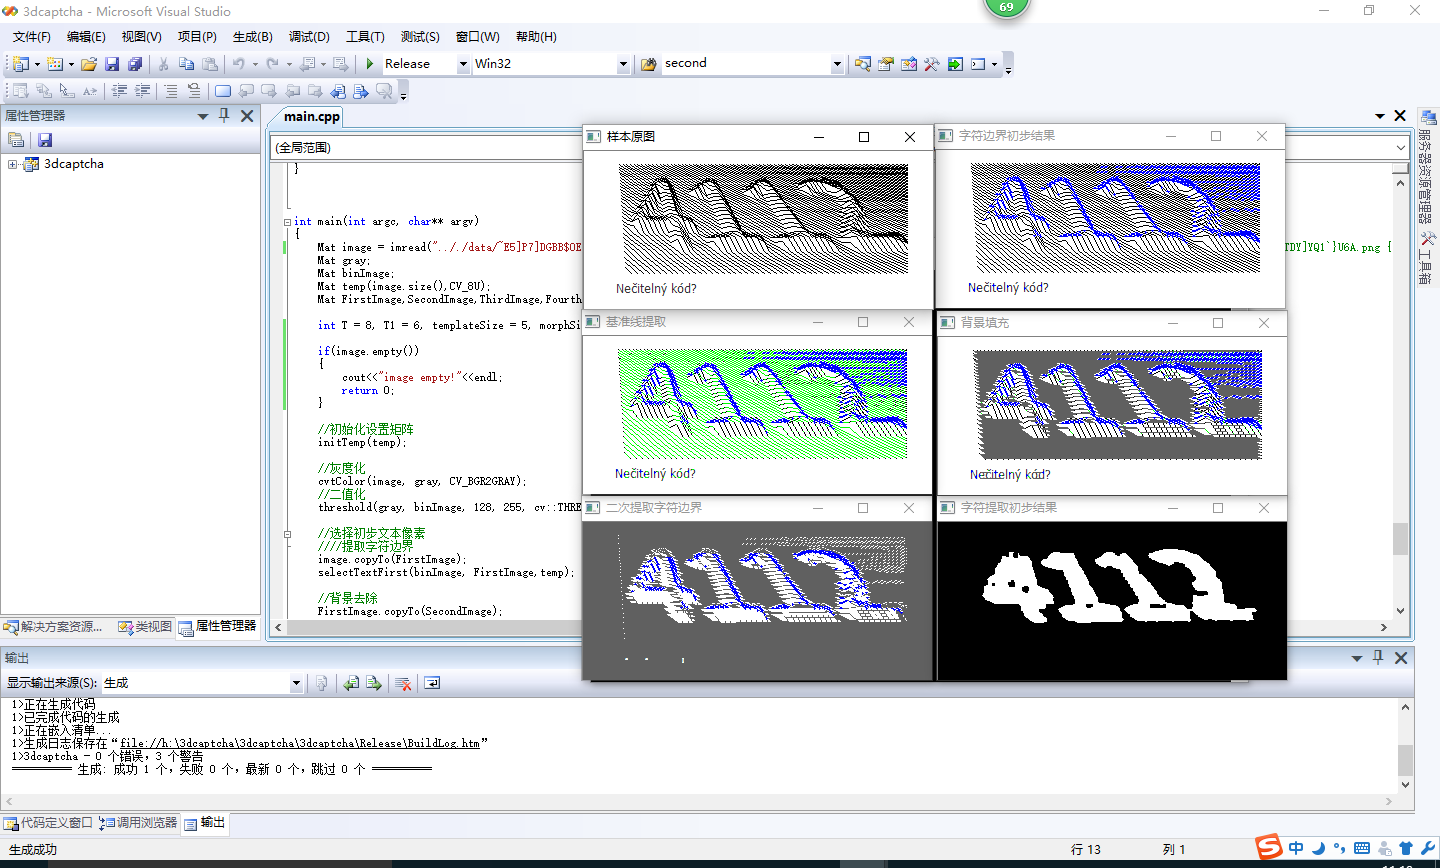 3dcaptcha - Microsoft Visual Studio
69
文件(F) 编辑(E) 视图(V) 项目(P) 生成(B) 调试(D) 工具(T) 测试(S) 窗口(W) 帮助(H)
Release Win32 second
属性管理器
3dcaptcha
解决方案资源... 类视图 属性管理器
main.cpp
(全局范围)
}
int main(int argc, char** argv)
{
Mat image = imread("../data/~E5]P?]DGBB$OE
TDY]YQ1`}U6A.png {
Mat gray;
Mat binImage;
Mat temp(image.size(),CV_8U);
Mat FirstImage,SecondImage,ThirdImage,Fourth
int T = 8, T1 = 6, templateSize = 5, morphSi
if(image.empty())
{
cout<<"image empty!"<<endl;
return 0;
}
//初始化设置矩阵
initTemp(temp);
//灰度化
cvtColor(image, gray, CV_BGR2GRAY);
//二值化
threshold(gray, binImage, 128, 255, cv::THRE
//选择初步文本像素
////提取字符边界
image.copyTo(FirstImage);
selectTextFirst(binImage, FirstImage,temp);
//背景去除
FirstImage.copyTo(SecondImage);
样本原图
4112
Nečitelný kód?
字符边界初步结果
4112
Nečitelný kód?
基准线提取
4112
Nečitelný kód?
背景填充
4112
Nečitelný kód?
二次提取字符边界
4112
字符提取初步结果
4112
服务器资源管理器
工具箱
输出
显示输出来源(S): 生成
1>正在生成代码
1>已完成代码的生成
1>正在嵌入清单...
1>生成日志保存在“file://h:\3dcaptcha\3dcaptcha\3dcaptcha\Release\BuildLog.htm”
1>3dcaptcha - 0 个错误，3 个警告
========== 生成: 成功 1 个，失败 0 个，最新 0 个，跳过 0 个 ==========
代码定义窗口 调用浏览器 输出
生成成功 行 13 列 1
中